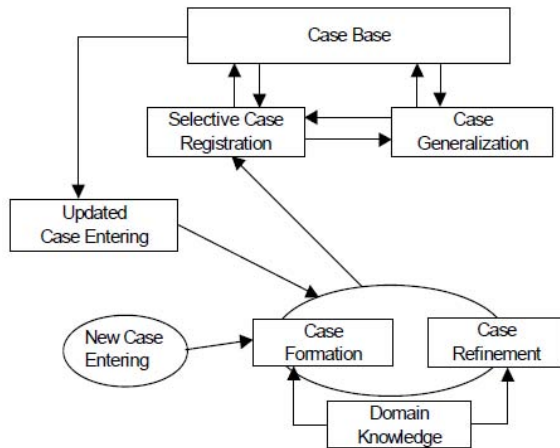 Case Base
Selective Case
Registration
Case
Generalization
Updated
Case Entering
New Case
Entering
Case
Formation
Case
Refinement
Domain
Knowledge